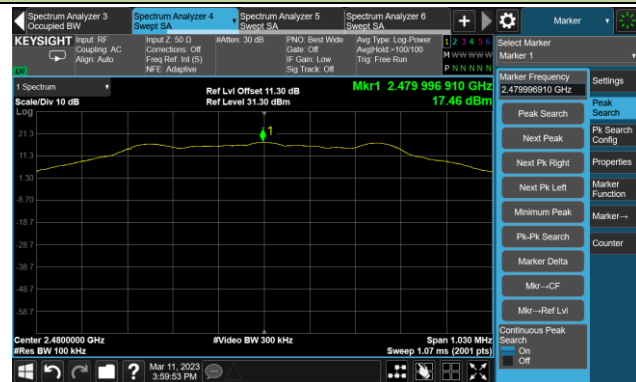 Spectrum Analyzer 3
Occupied BW
Spectrum Analyzer 4
Swept SA
Spectrum Analyzer 5
Swept SA
Spectrum Analyzer 6
Swept SA
+
Marker
KEYSIGHT
Input: RF
Coupling: AC
Align: Auto
Input Z: 50 Ω
Corrections: Off
Freq Ref: Int (S)
NFE: Adaptive
#Atten: 30 dB
PNO: Best Wide
Gate: Off
IF Gain: Low
Sig Track: Off
Avg Type: Log-Power
Avg|Hold:>100/100
Trig: Free Run
1 2 3 4 5 6
M W W W W W
P N N N N N
Select Marker
Marker 1
1 Spectrum
Scale/Div 10 dB
Log
Ref Lvl Offset 11.30 dB
Ref Level 31.30 dBm
Mkr1 2.479 996 910 GHz
17.46 dBm
1
21.3
11.3
1.30
-8.70
-18.7
-28.7
-38.7
-48.7
-58.7
Center 2.4800000 GHz
#Res BW 100 kHz
#Video BW 300 kHz
Span 1.030 MHz
Sweep 1.07 ms (2001 pts)
Marker Frequency
2.479996910 GHz
Peak Search
Next Peak
Next Pk Right
Next Pk Left
Minimum Peak
Pk-Pk Search
Marker Delta
Mkr→CF
Mkr→Ref Lvl
Continuous Peak
Search
On
Off
Settings
Peak
Search
Pk Search
Config
Properties
Marker
Function
Marker→
Counter
?
Mar 11, 2023
3:59:53 PM